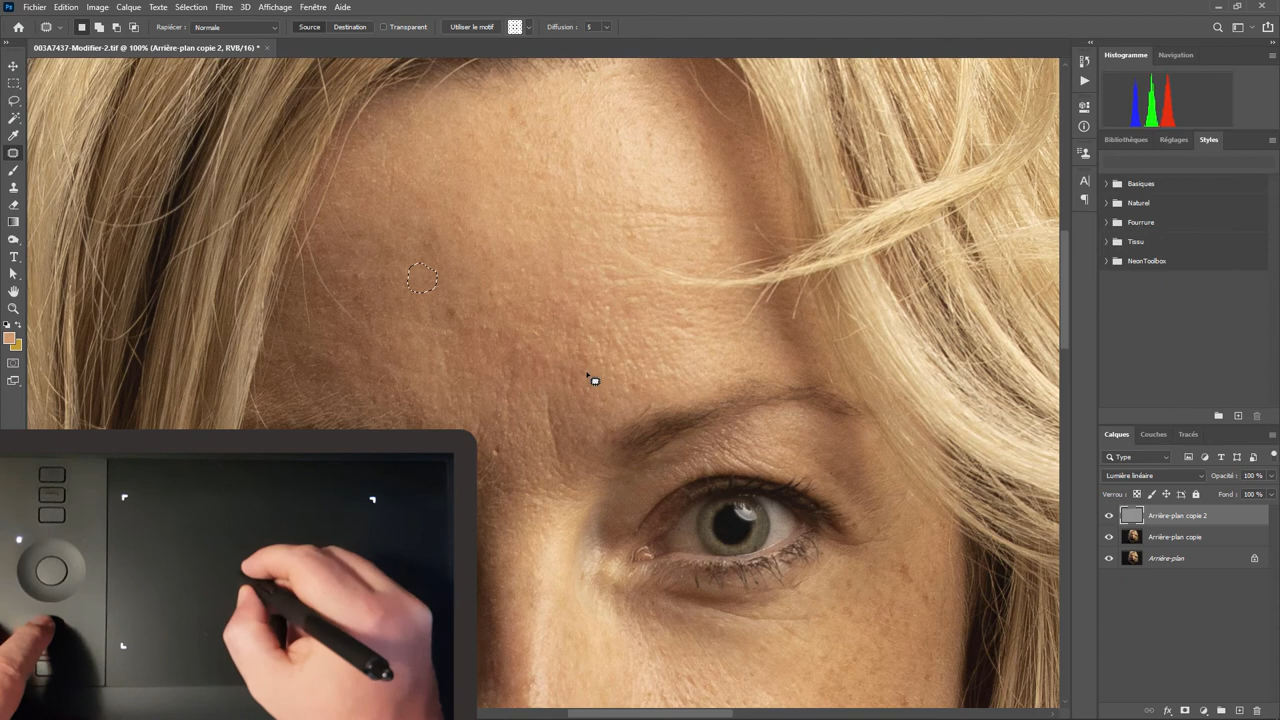 Ps Fichier Edition Image Calque Texte Sélection Filtre 3D Affichage Fenêtre Aide
Rapiécer : Normale Source Destination Transparent Utiliser le motif Diffusion : 5
003A7437-Modifier-2.tif @ 100% (Arrière-plan copie 2, RVB/16) *
Histogramme Navigation
Bibliothèques Réglages Styles
Basiques
Naturel
Fourrure
Tissu
NeonToolbox
Calques Couches Tracés
Type
Lumière linéaire Opacité : 100 %
Verrou : Fond : 100 %
Arrière-plan copie 2
Arrière-plan copie
Arrière-plan